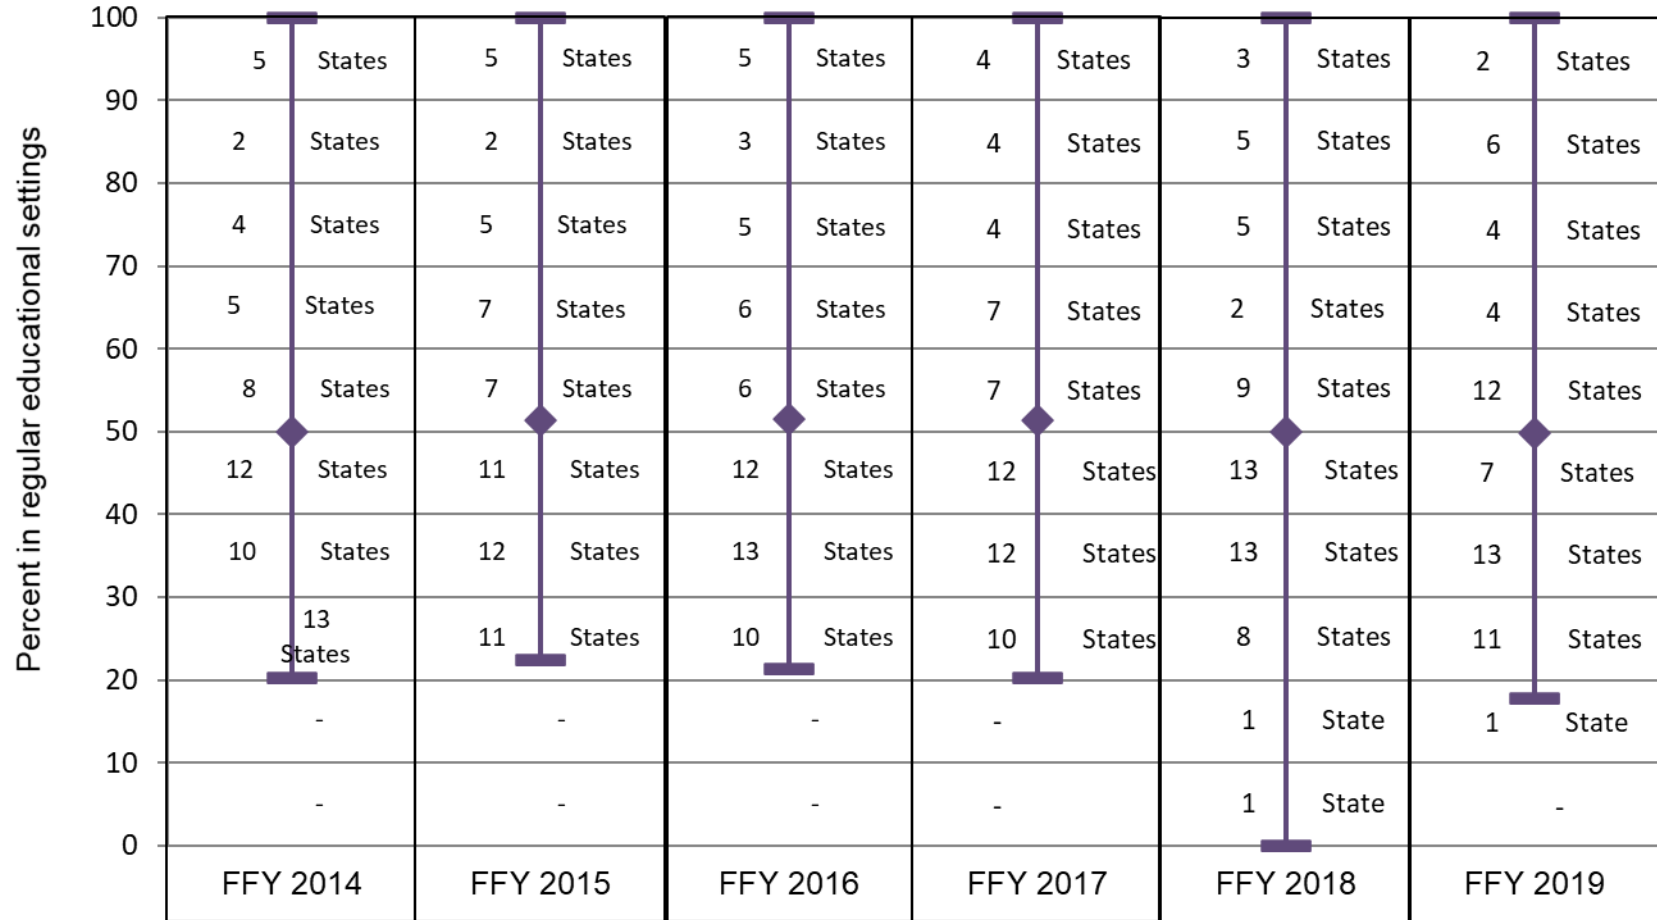 Percent in regular educational settings
100
5 States 5 States 5 States 4 States 3 States 2 States
90
2 States 2 States 3 States 4 States 5 States 6 States
80
4 States 5 States 5 States 4 States 5 States 4 States
70
5 States 7 States 6 States 7 States 2 States 4 States
60
8 States 7 States 6 States 7 States 9 States 12 States
50
12 States 11 States 12 States 12 States 13 States 7 States
40
10 States 12 States 13 States 12 States 13 States 13 States
30
13 States 11 States 10 States 10 States 8 States 11 States
20
- - - - 1 State 1 State
10
- - - - 1 State -
0
FFY 2014 FFY 2015 FFY 2016 FFY 2017 FFY 2018 FFY 2019